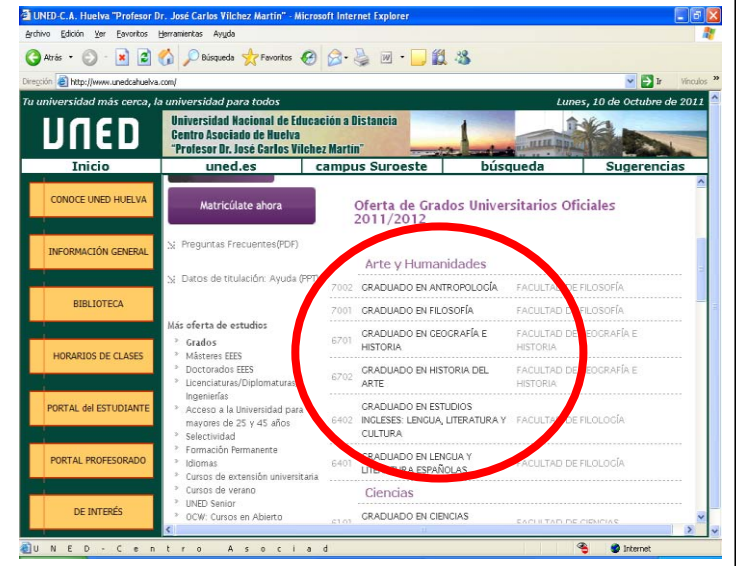 UNED-C.A. Huelva "Profesor Dr. José Carlos Vílchez Martín" - Microsoft Internet Explorer
Archivo Edición Ver Favoritos Herramientas Ayuda
Atrás Búsqueda Favoritos
Dirección http://www.unedcahuelva.com/ Ir Vínculos »
Tu universidad más cerca, la universidad para todos Lunes, 10 de Octubre de 2011
UNED
Universidad Nacional de Educación a Distancia
Centro Asociado de Huelva
"Profesor Dr. José Carlos Vílchez Martín"
Inicio uned.es campus Suroeste búsqueda Sugerencias
CONOCE UNED HUELVA
INFORMACIÓN GENERAL
BIBLIOTECA
HORARIOS DE CLASES
PORTAL del ESTUDIANTE
PORTAL PROFESORADO
DE INTERÉS
Matricúlate ahora
Preguntas Frecuentes(PDF)
Datos de titulación: Ayuda (PPT)
Más oferta de estudios
Grados
Másteres EEES
Doctorados EEES
Licenciaturas/Diplomaturas
Ingenierías
Acceso a la Universidad para
mayores de 25 y 45 años
Selectividad
Formación Permanente
Idiomas
Cursos de extensión universitaria
Cursos de verano
UNED Senior
OCW: Cursos en Abierto
Oferta de Grados Universitarios Oficiales
2011/2012
Arte y Humanidades
7002 GRADUADO EN ANTROPOLOGÍA FACULTAD DE FILOSOFÍA
7001 GRADUADO EN FILOSOFÍA FACULTAD DE FILOSOFÍA
6701 GRADUADO EN GEOGRAFÍA E HISTORIA FACULTAD DE GEOGRAFÍA E HISTORIA
6702 GRADUADO EN HISTORIA DEL ARTE FACULTAD DE GEOGRAFÍA E HISTORIA
6402 GRADUADO EN ESTUDIOS INGLESES: LENGUA, LITERATURA Y CULTURA FACULTAD DE FILOLOGÍA
6401 GRADUADO EN LENGUA Y LITERATURA ESPAÑOLAS FACULTAD DE FILOLOGÍA
Ciencias
6101 GRADUADO EN CIENCIAS FACULTAD DE CIENCIAS
U N E D - C e n t r o A s o c i a d Internet